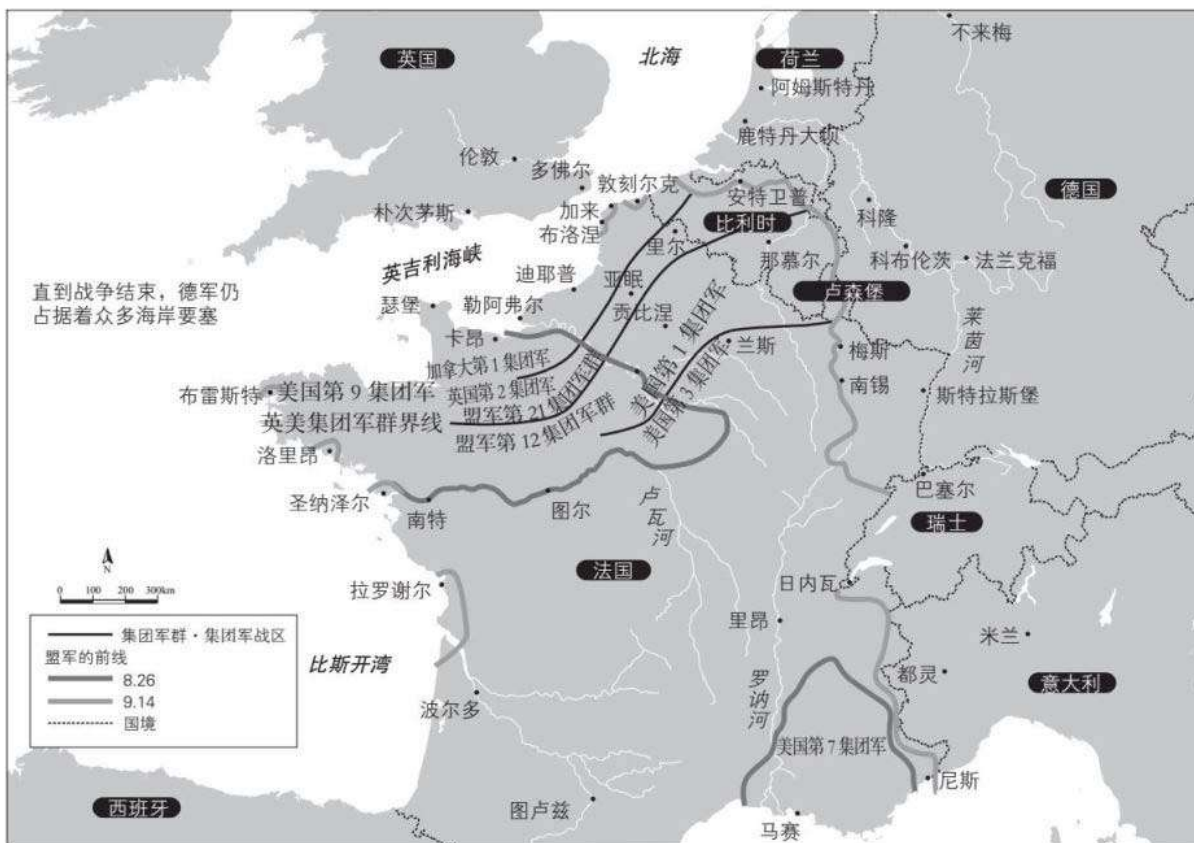 不来梅
英国
北海
荷兰
阿姆斯特丹
鹿特丹大坝
伦敦
多佛尔
敦刻尔克
安特卫普
德国
朴次茅斯
加来
布洛涅
比利时
科隆
里尔
那慕尔
科布伦茨
法兰克福
英吉利海峡
迪耶普
亚眠
卢森堡
直到战争结束,德军仍
占据着众多海岸要塞
瑟堡
勒阿弗尔
贡比涅
莱茵河
卡昂
兰斯
梅斯
加拿大第1集团军
美国第1集团军
南锡
布雷斯特
美国第9集团军
英国第2集团军
美国第3集团军
斯特拉斯堡
英美集团军群界线
盟军第21集团军群
盟军第12集团军群
洛里昂
巴塞尔
圣纳泽尔
南特
图尔
卢瓦河
瑞士
N
0 100 200 300km
法国
日内瓦
拉罗谢尔
里昂
米兰
集团军群·集团军战区
盟军的前线
8.26
9.14
国境
比斯开湾
都灵
意大利
波尔多
罗讷河
美国第7集团军
尼斯
西班牙
图卢兹
马赛